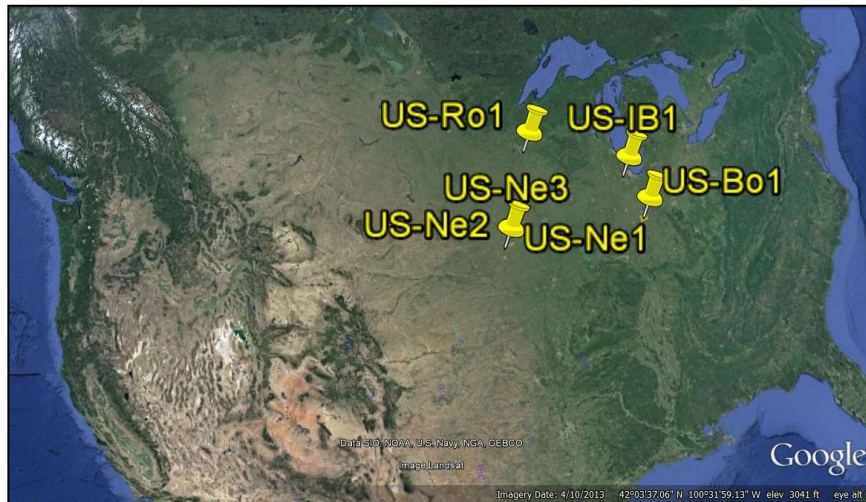 US-Ro1
US-IB1
US-Ne3
US-Bo1
US-Ne2
US-Ne1
Data SIO, NOAA, U.S. Navy, NGA, GEBCO
Image Landsat
Google
Imagery Date: 4/10/2013 42°03'37.06" N 100°31'59.13" W elev 3041 ft eye alt